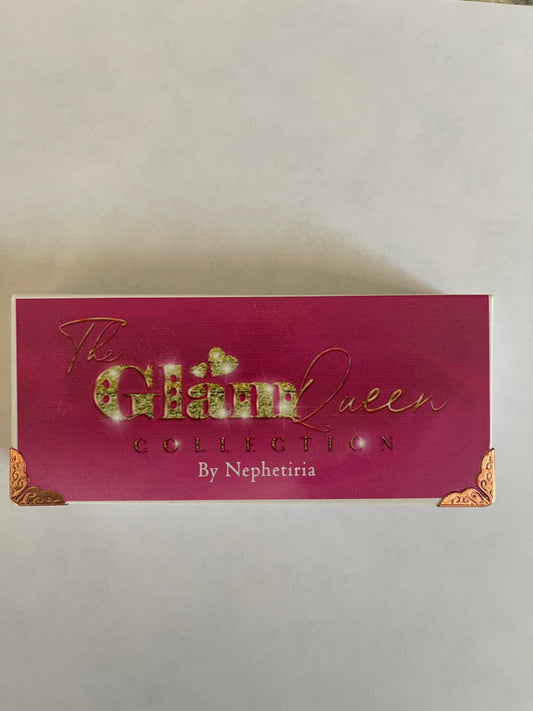 The
Glam Queen
COLLECTION
By Nephetiria